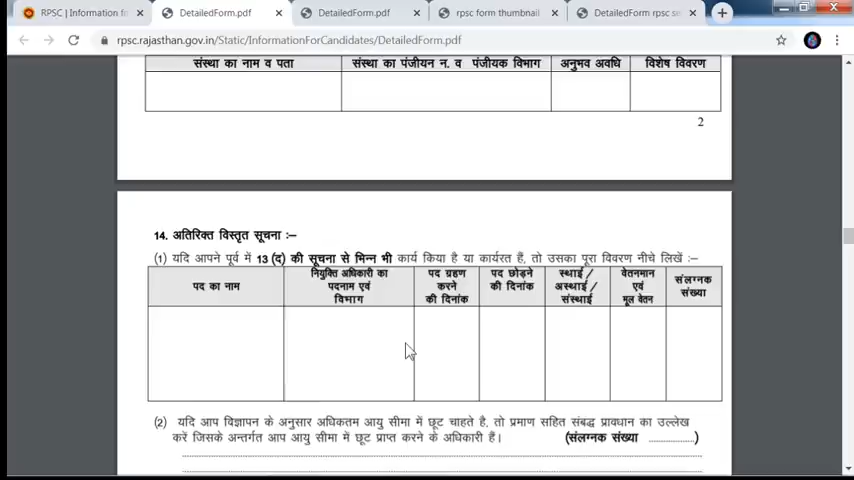 RPSC | Information f
DetailedForm.pdf
DetailedForm.pdf
rpsc form thumbnail
DetailedForm rpsc se
rpsc.rajasthan.gov.in/Static/InformationForCandidates/DetailedForm.pdf
संस्था का नाम व पता
संस्था का पंजीयन न. व पंजीयक विभाग
अनुभव अवधि
विशेष विवरण
2
14. अतिरिक्त विस्तृत सूचना :–
(1) यदि आपने पूर्व में 13 (द) की सूचना से भिन्न भी कार्य किया है या कार्यरत हैं, तो उसका पूरा विवरण नीचे लिखें :–
पद का नाम
नियुक्ति अधिकारी का
पदनाम एवं
विभाग
पद ग्रहण
करने
की दिनांक
पद छोड़ने
की दिनांक
स्थाई /
अस्थाई /
संस्थाई
वेतनमान
एवं
मूल वेतन
संलग्नक
संख्या
(2) यदि आप विज्ञापन के अनुसार अधिकतम आयु सीमा में छूट चाहते है, तो प्रमाण सहित संबद्ध प्रावधान का उल्लेख
करें जिसके अन्तर्गत आप आयु सीमा में छूट प्राप्त करने के अधिकारी हैं। (संलग्नक संख्या ...............)